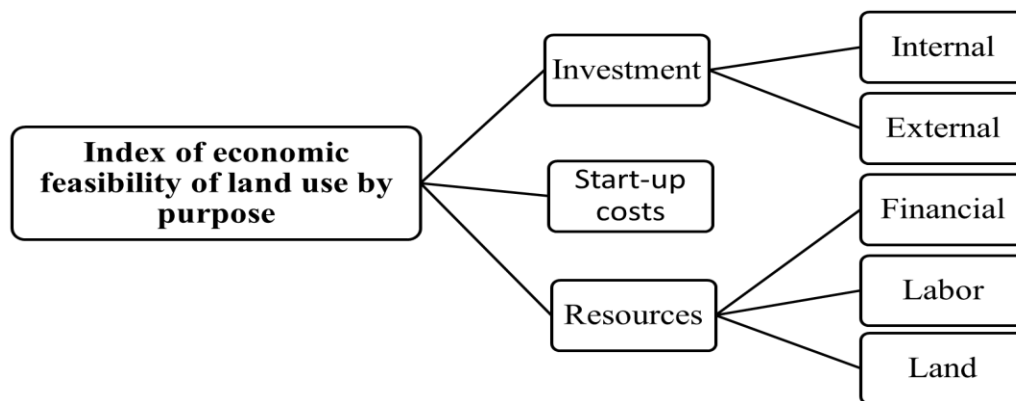 Index of economic
feasibility of land use by
purpose
Investment
Internal
External
Start-up
costs
Resources
Financial
Labor
Land